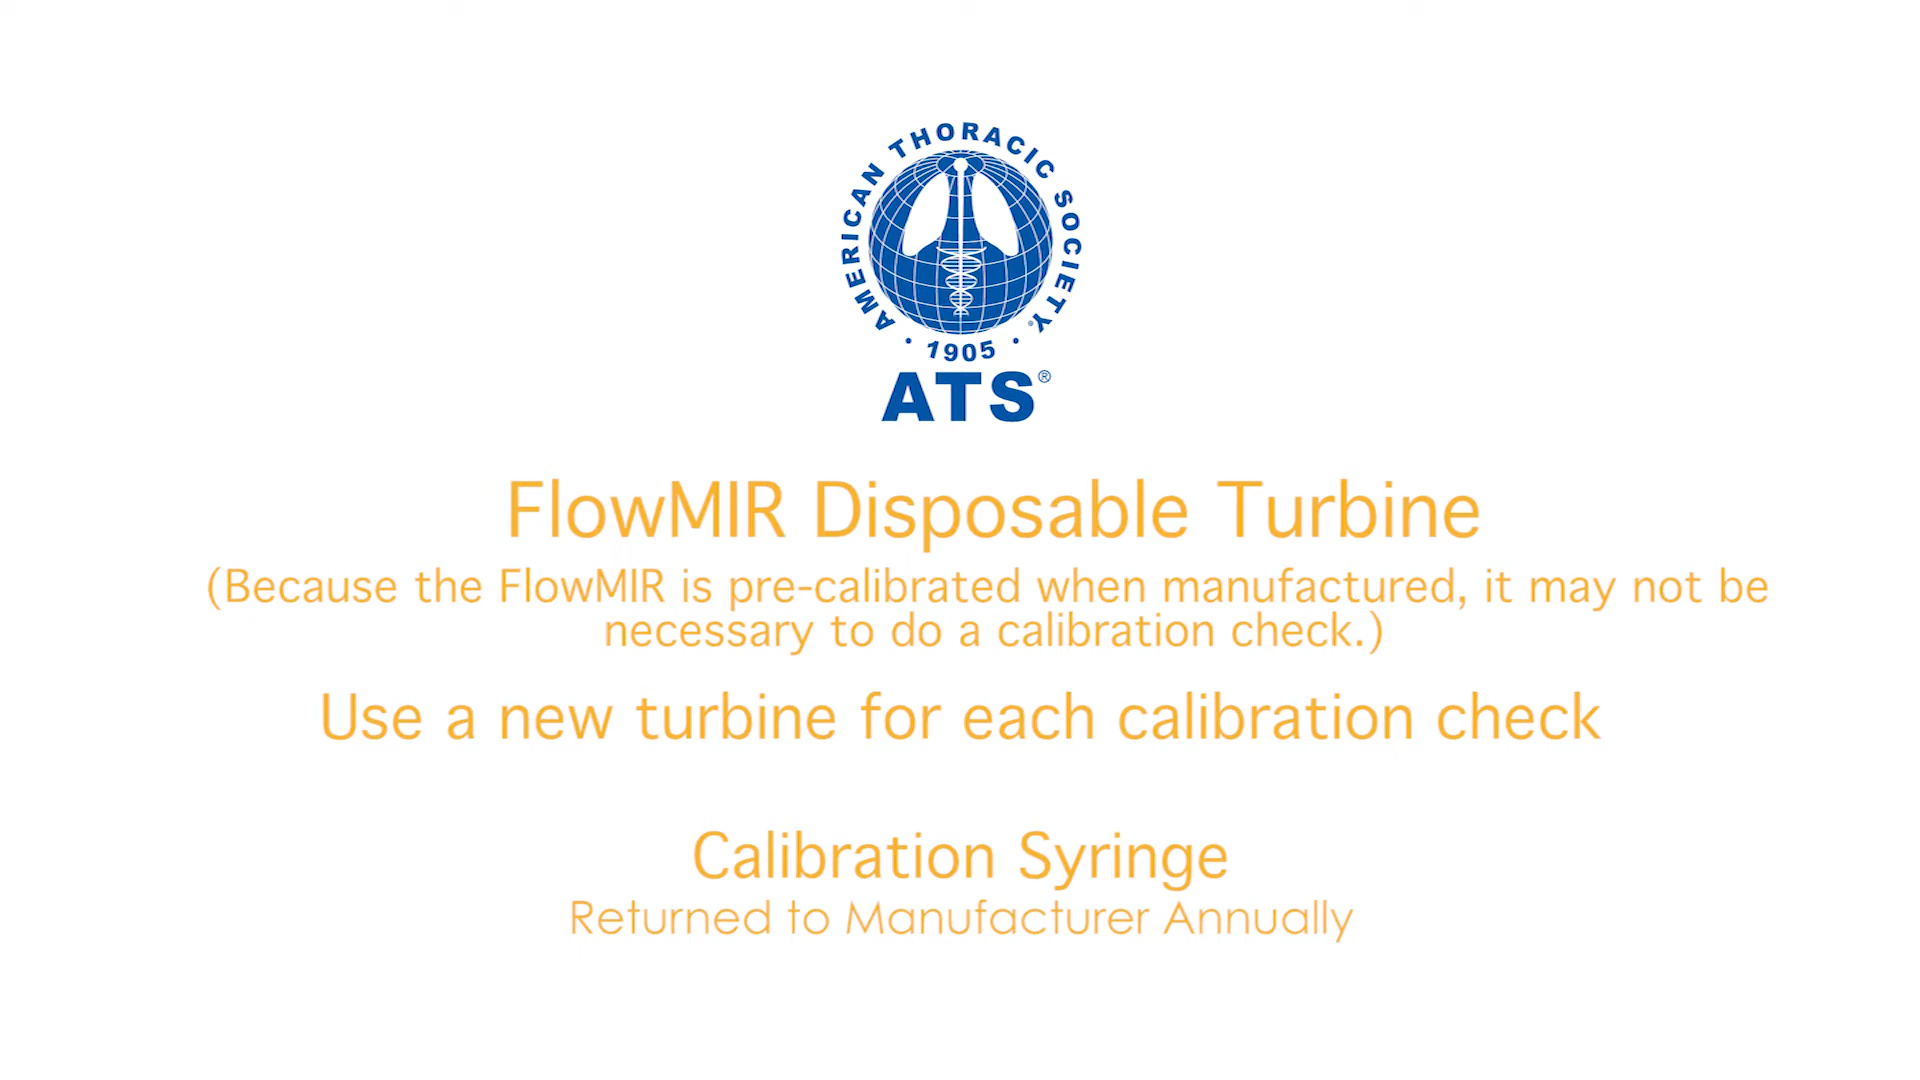 AMERICAN THORACIC SOCIETY®
· 1905 ·
ATS®
FlowMIR Disposable Turbine
(Because the FlowMIR is pre-calibrated when manufactured, it may not be
necessary to do a calibration check.)
Use a new turbine for each calibration check
Calibration Syringe
Returned to Manufacturer Annually